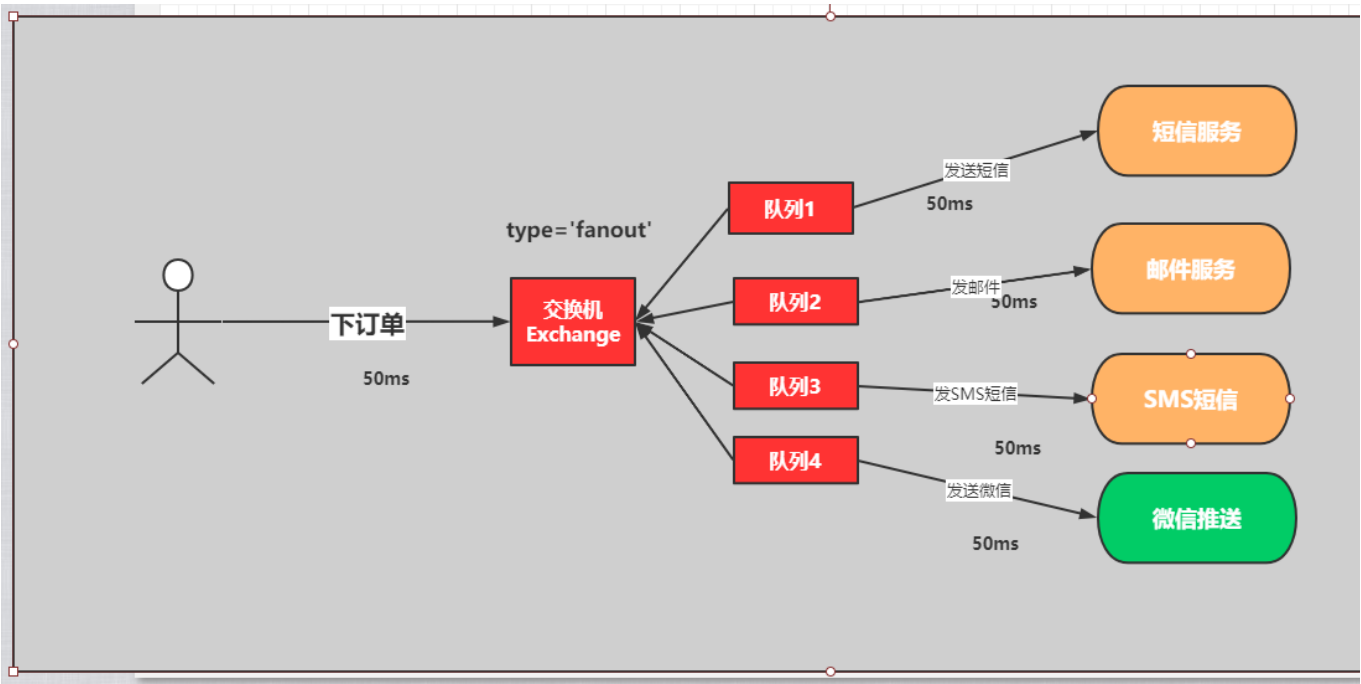 短信服务
发送短信
50ms
队列1
type='fanout'
邮件服务
发邮件
50ms
队列2
交换机
Exchange
下订单
50ms
队列3
发SMS短信
SMS短信
50ms
队列4
发送微信
微信推送
50ms